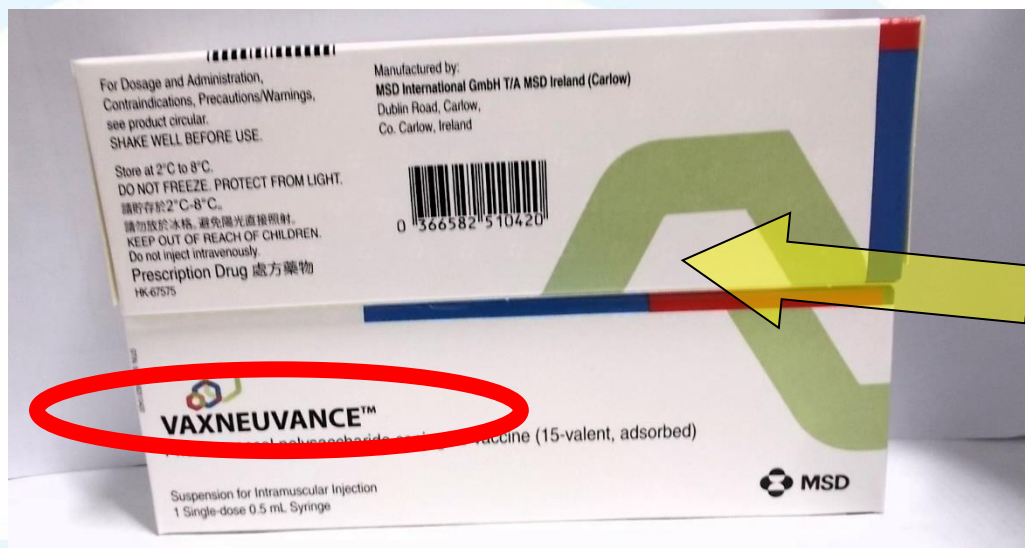 For Dosage and Administration,
Contraindications, Precautions/Warnings,
see product circular.
SHAKE WELL BEFORE USE.
Store at 2°C to 8°C.
DO NOT FREEZE. PROTECT FROM LIGHT.
請貯存於2°C-8°C。
請勿放於冰格。避免陽光直接照射。
KEEP OUT OF REACH OF CHILDREN.
Do not inject intravenously.
Prescription Drug 處方藥物
HK-67575
Manufactured by:
MSD International GmbH T/A MSD Ireland (Carlow)
Dublin Road, Carlow,
Co. Carlow, Ireland
0 366582 510420
VAXNEUVANCE™
polysaccharide vaccine (15-valent, adsorbed)
Suspension for Intramuscular Injection
1 Single-dose 0.5 mL Syringe
MSD